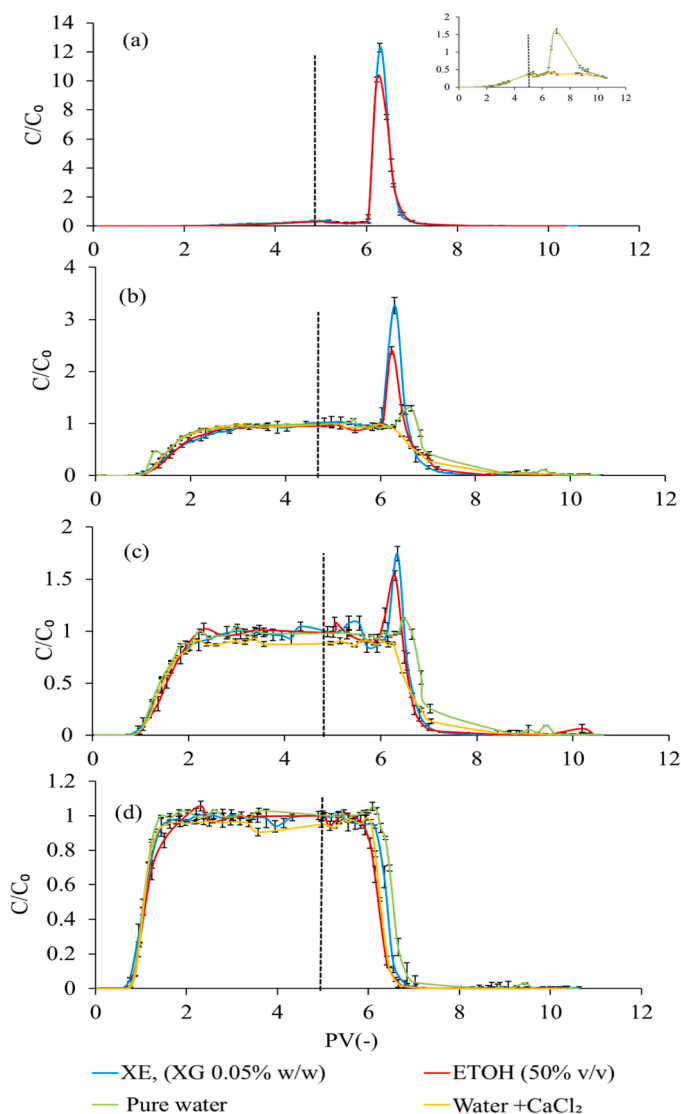 (a)
C/C₀
14
12
10
8
6
4
2
0
0 2 4 6 8 10 12
2
1.5
1
0.5
0
0 2 4 6 8 10 12
(b)
C/C₀
4
3
2
1
0
0 2 4 6 8 10 12
(c)
C/C₀
2
1.5
1
0.5
0
0 2 4 6 8 10 12
(d)
C/C₀
1.2
1
0.8
0.6
0.4
0.2
0
0 2 4 6 8 10 12
PV(-)
XE, (XG 0.05% w/w) ETOH (50% v/v)
Pure water Water +CaCl₂